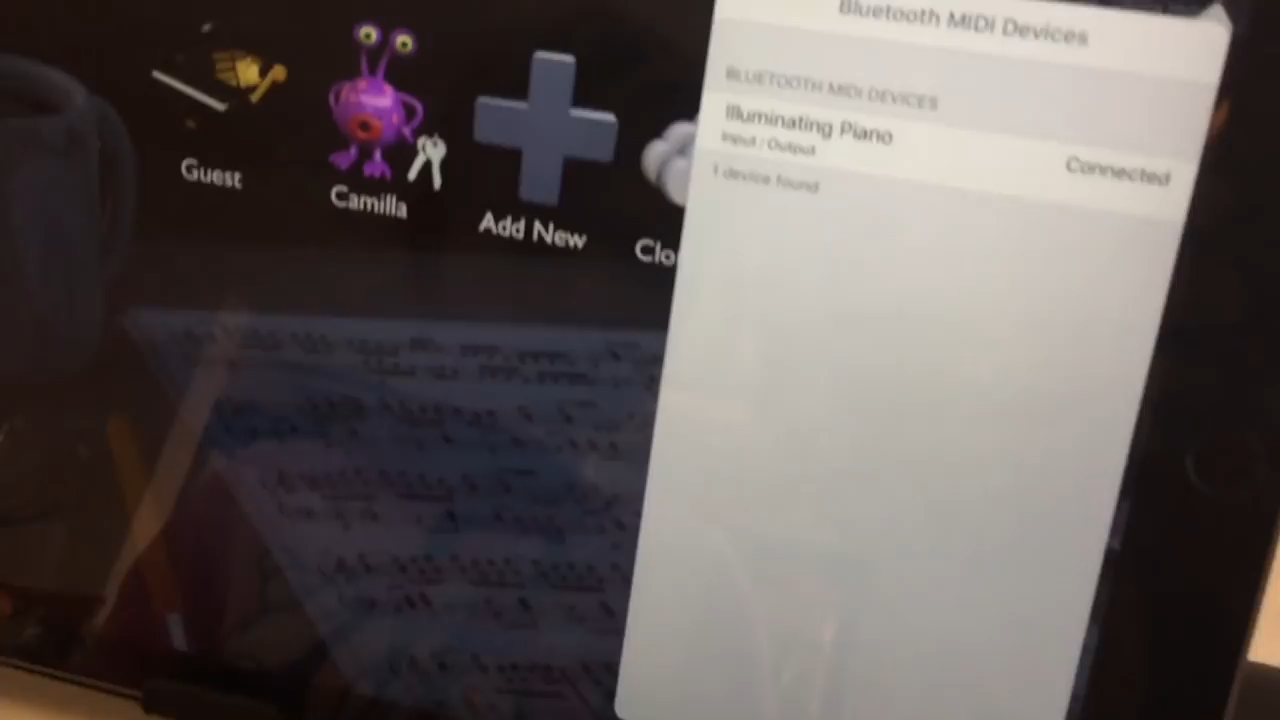 Guest
Camilla
Add New
Clo
Bluetooth MIDI Devices
BLUETOOTH MIDI DEVICES
Illuminating Piano
Input / Output
Connected
1 device found